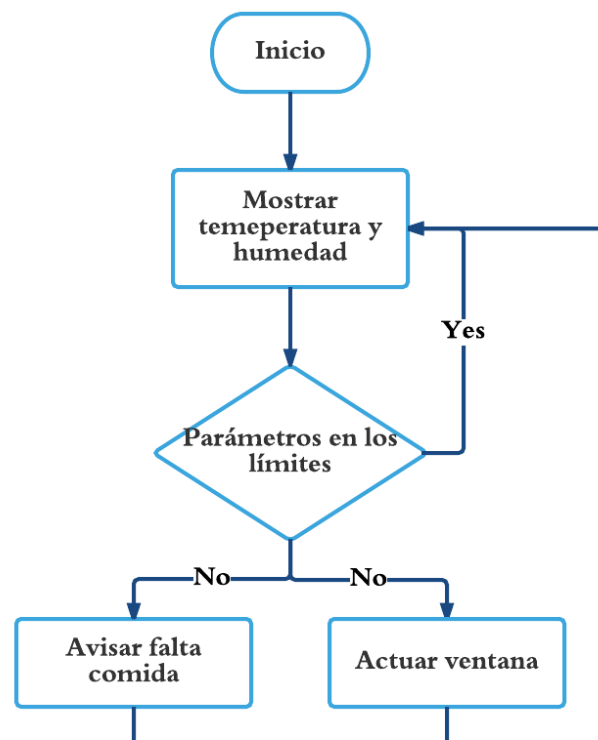 Inicio
Mostrar
temeperatura y
humedad
Yes
Parámetros en los
límites
No
No
Avisar falta
comida
Actuar ventana